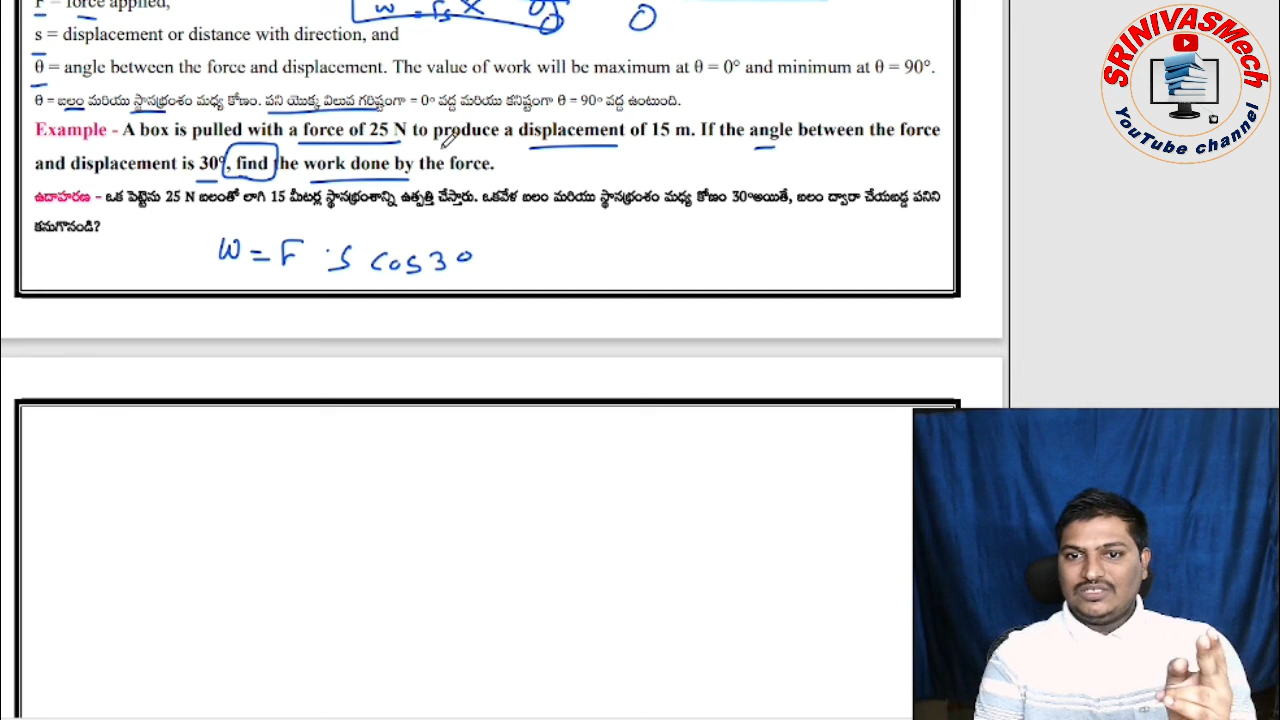 F = force applied,
w = Fs x 0
0
s = displacement or distance with direction, and
θ = angle between the force and displacement. The value of work will be maximum at θ = 0° and minimum at θ = 90°.
θ = బలం మరియు స్థానభ్రంశం మధ్య కోణం. పని యొక్క విలువ గరిష్టంగా = 0° వద్ద మరియు కనిష్టంగా θ = 90° వద్ద ఉంటుంది.
Example - A box is pulled with a force of 25 N to produce a displacement of 15 m. If the angle between the force
and displacement is 30°, find the work done by the force.
ఉదాహరణ - ఒక పెట్టెను 25 N బలంతో లాగి 15 మీటర్ల స్థానభ్రంశాన్ని ఉత్పత్తి చేస్తారు. ఒకవేళ బలం మరియు స్థానభ్రంశం మధ్య కోణం 30°అయితే, బలం ద్వారా చేయబడ్డ పనిని
కనుగొనండి?
W = F . s cos 30
SRINIVASMech
YouTube channel